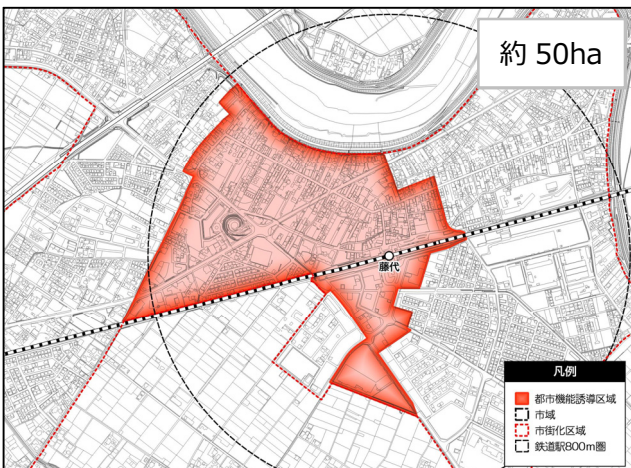 約 50ha
藤代
凡例
都市機能誘導区域
市域
市街化区域
鉄道駅800m圏